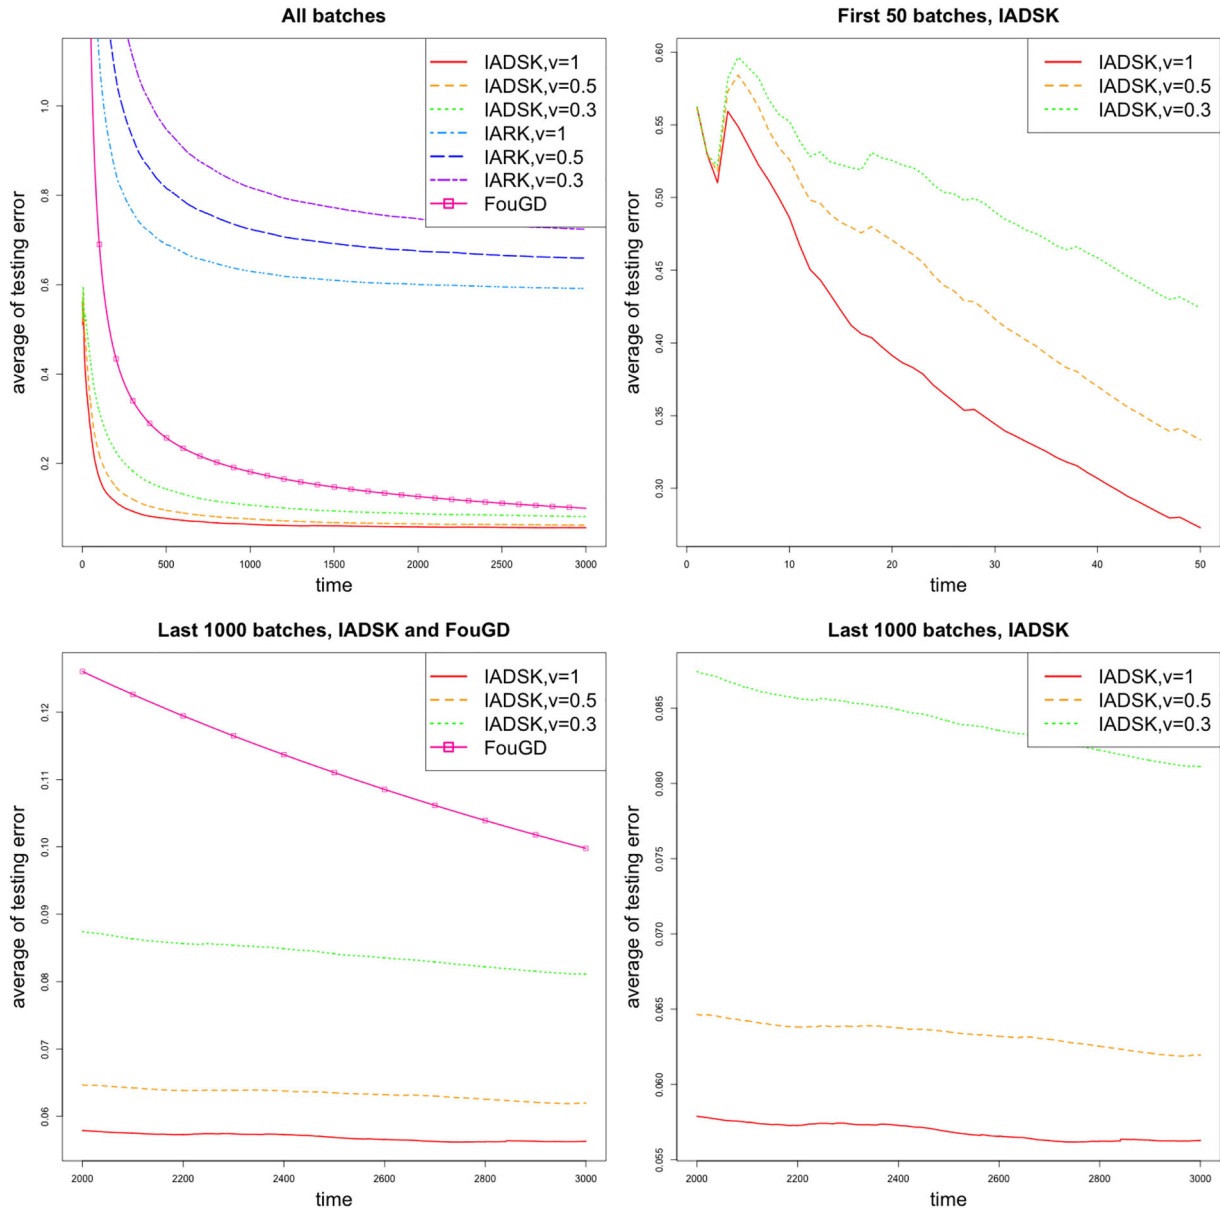 All batches
average of testing error
1.0
0.8
0.6
0.4
0.2
0
500
1000
1500
2000
2500
3000
time
IADSK,v=1
IADSK,v=0.5
IADSK,v=0.3
IARK,v=1
IARK,v=0.5
IARK,v=0.3
FouGD
First 50 batches, IADSK
average of testing error
0.60
0.55
0.50
0.45
0.40
0.35
0.30
0
10
20
30
40
50
time
IADSK,v=1
IADSK,v=0.5
IADSK,v=0.3
Last 1000 batches, IADSK and FouGD
average of testing error
0.12
0.11
0.10
0.09
0.08
0.07
0.06
2000
2200
2400
2600
2800
3000
time
IADSK,v=1
IADSK,v=0.5
IADSK,v=0.3
FouGD
Last 1000 batches, IADSK
average of testing error
0.085
0.080
0.075
0.070
0.065
0.060
0.055
2000
2200
2400
2600
2800
3000
time
IADSK,v=1
IADSK,v=0.5
IADSK,v=0.3